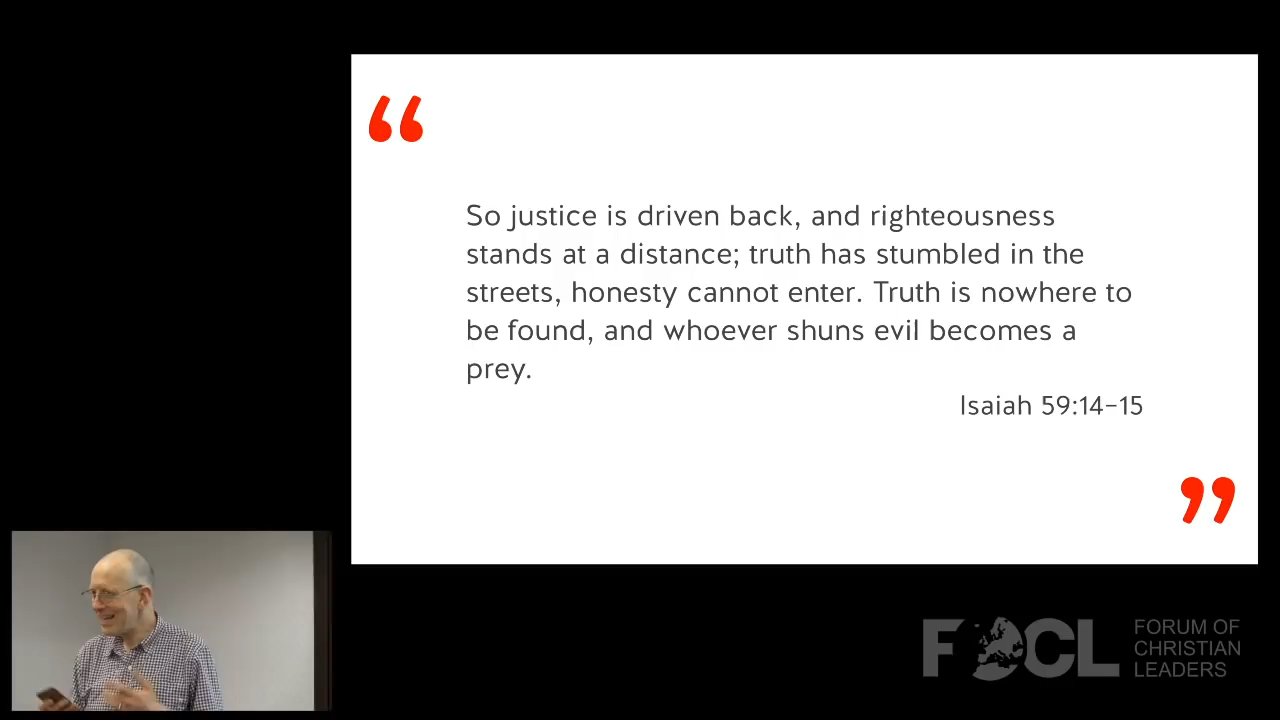 “
So justice is driven back, and righteousness
stands at a distance; truth has stumbled in the
streets, honesty cannot enter. Truth is nowhere to
be found, and whoever shuns evil becomes a
prey.
Isaiah 59:14–15
”
FOCL
FORUM OF
CHRISTIAN
LEADERS